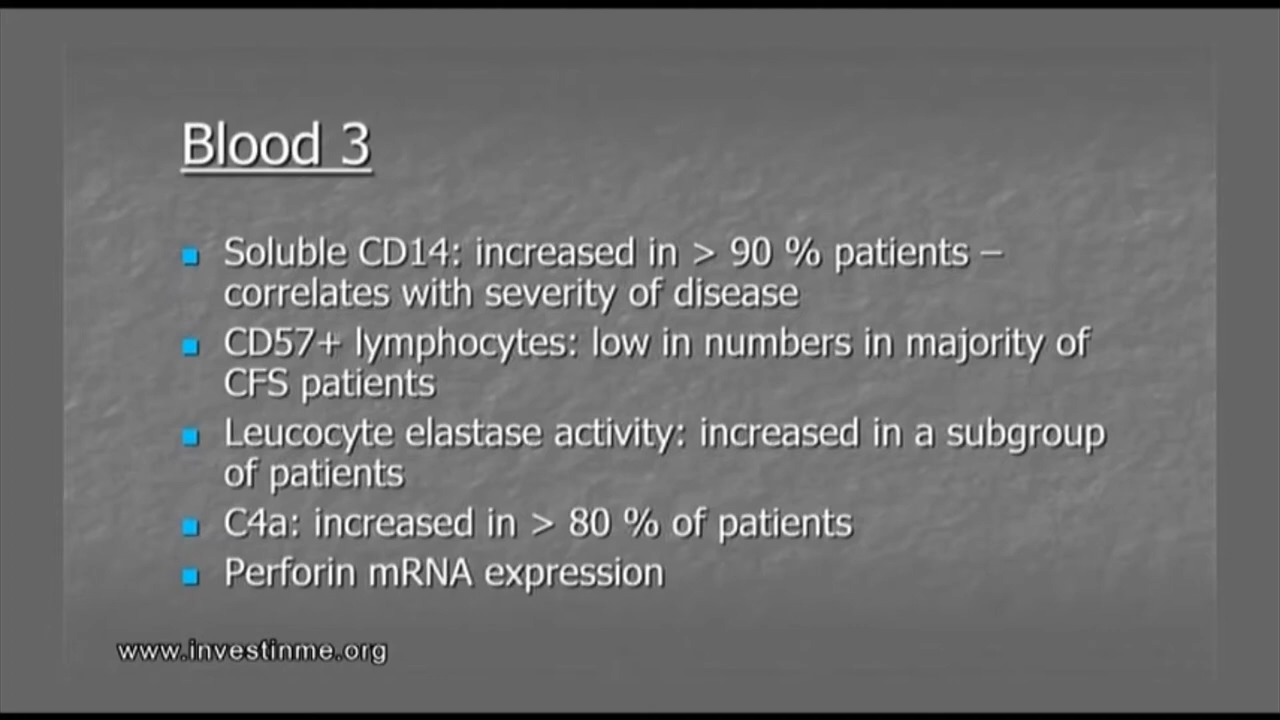 Blood 3
Soluble CD14: increased in > 90 % patients –
correlates with severity of disease
CD57+ lymphocytes: low in numbers in majority of
CFS patients
Leucocyte elastase activity: increased in a subgroup
of patients
C4a: increased in > 80 % of patients
Perforin mRNA expression
www.investinme.org